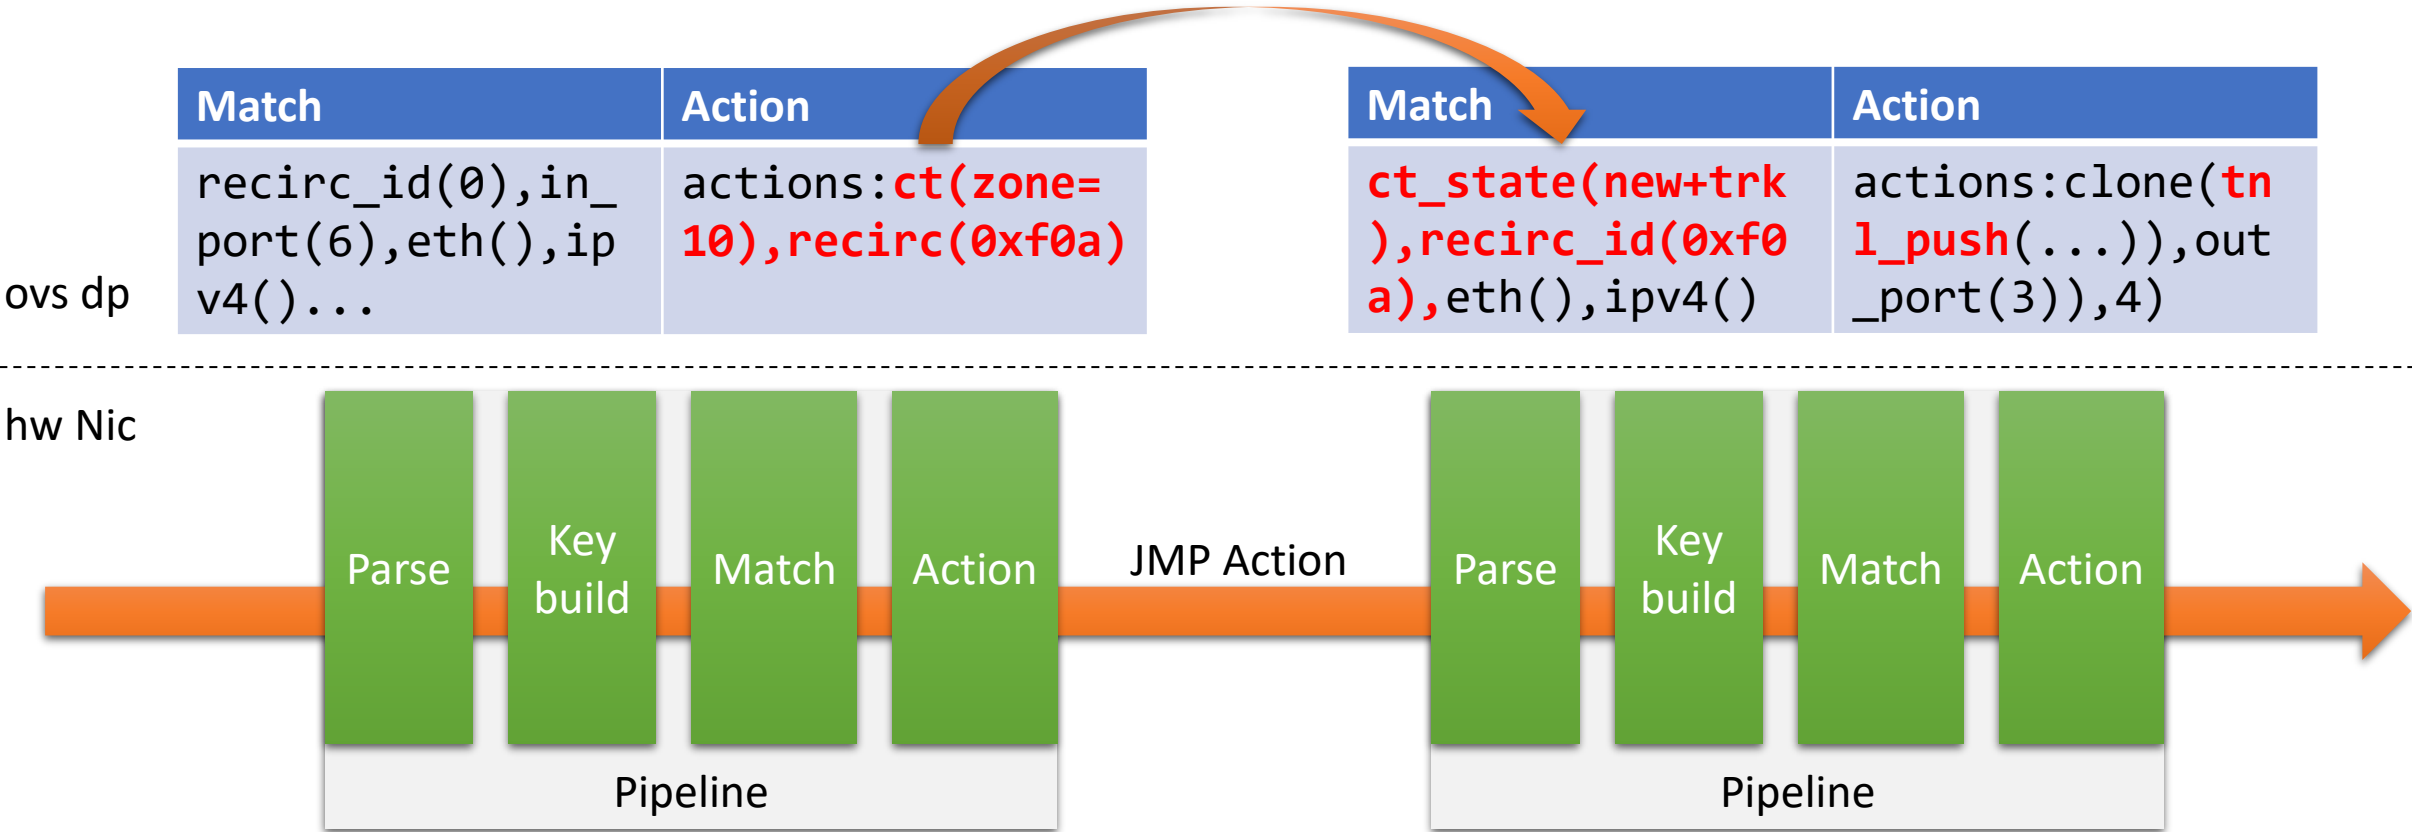 Match
Action
recirc_id(0),in_
port(6),eth(),ip
v4()...
actions:ct(zone=
10),recirc(0xf0a)
Match
Action
ct_state(new+trk
),recirc_id(0xf0
a),eth(),ipv4()
actions:clone(tn
l_push(...)),out
_port(3)),4)
ovs dp
hw Nic
Parse
Key
build
Match
Action
Pipeline
JMP Action
Parse
Key
build
Match
Action
Pipeline